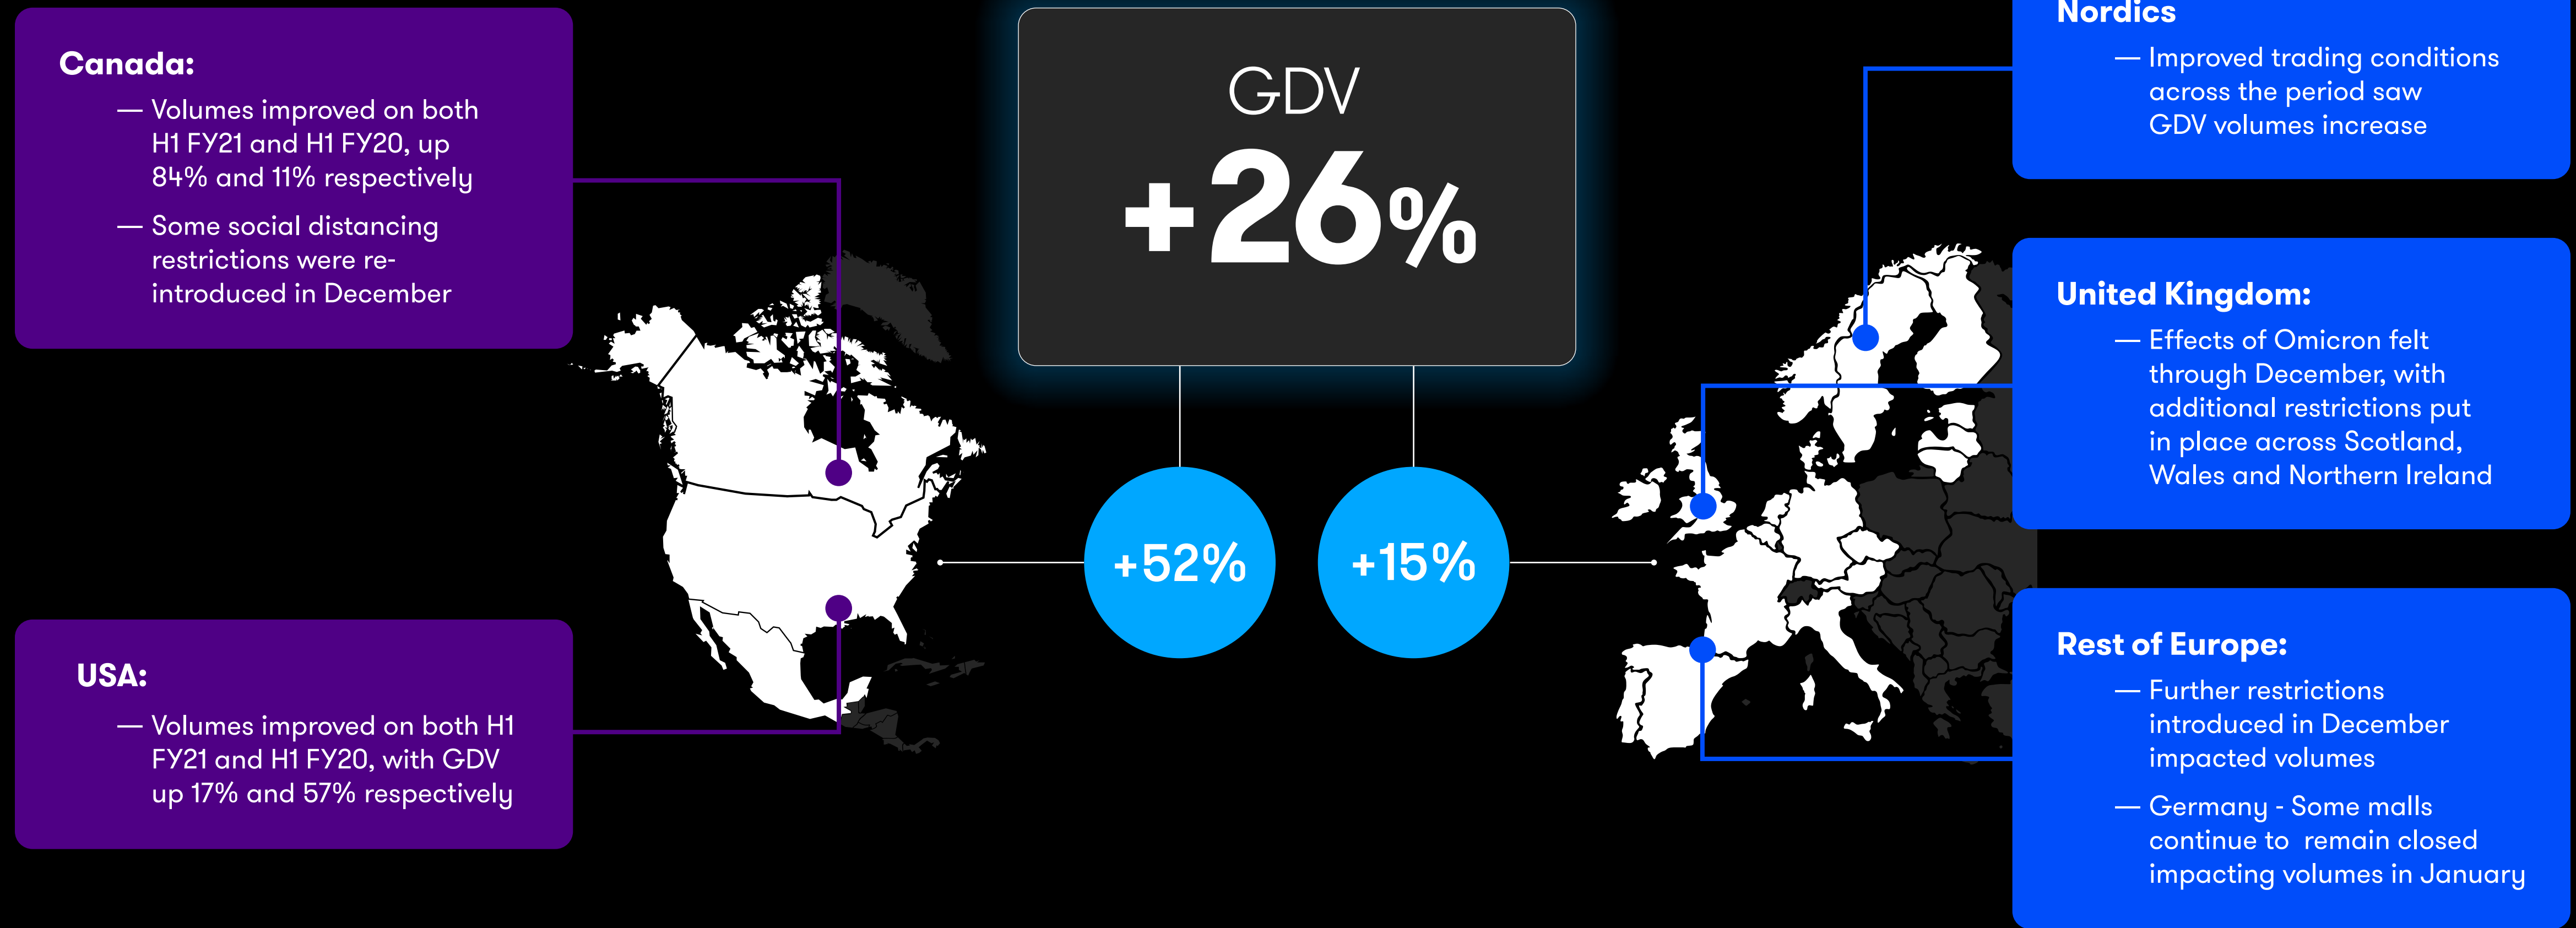 Canada:
— Volumes improved on both
H1 FY21 and H1 FY20, up
84% and 11% respectively
— Some social distancing
restrictions were re-
introduced in December
USA:
— Volumes improved on both H1
FY21 and H1 FY20, with GDV
up 17% and 57% respectively
GDV
+26%
+52%
+15%
Nordics
— Improved trading conditions
across the period saw
GDV volumes increase
United Kingdom:
— Effects of Omicron felt
through December, with
additional restrictions put
in place across Scotland,
Wales and Northern Ireland
Rest of Europe:
— Further restrictions
introduced in December
impacted volumes
— Germany - Some malls
continue to  remain closed
impacting volumes in January